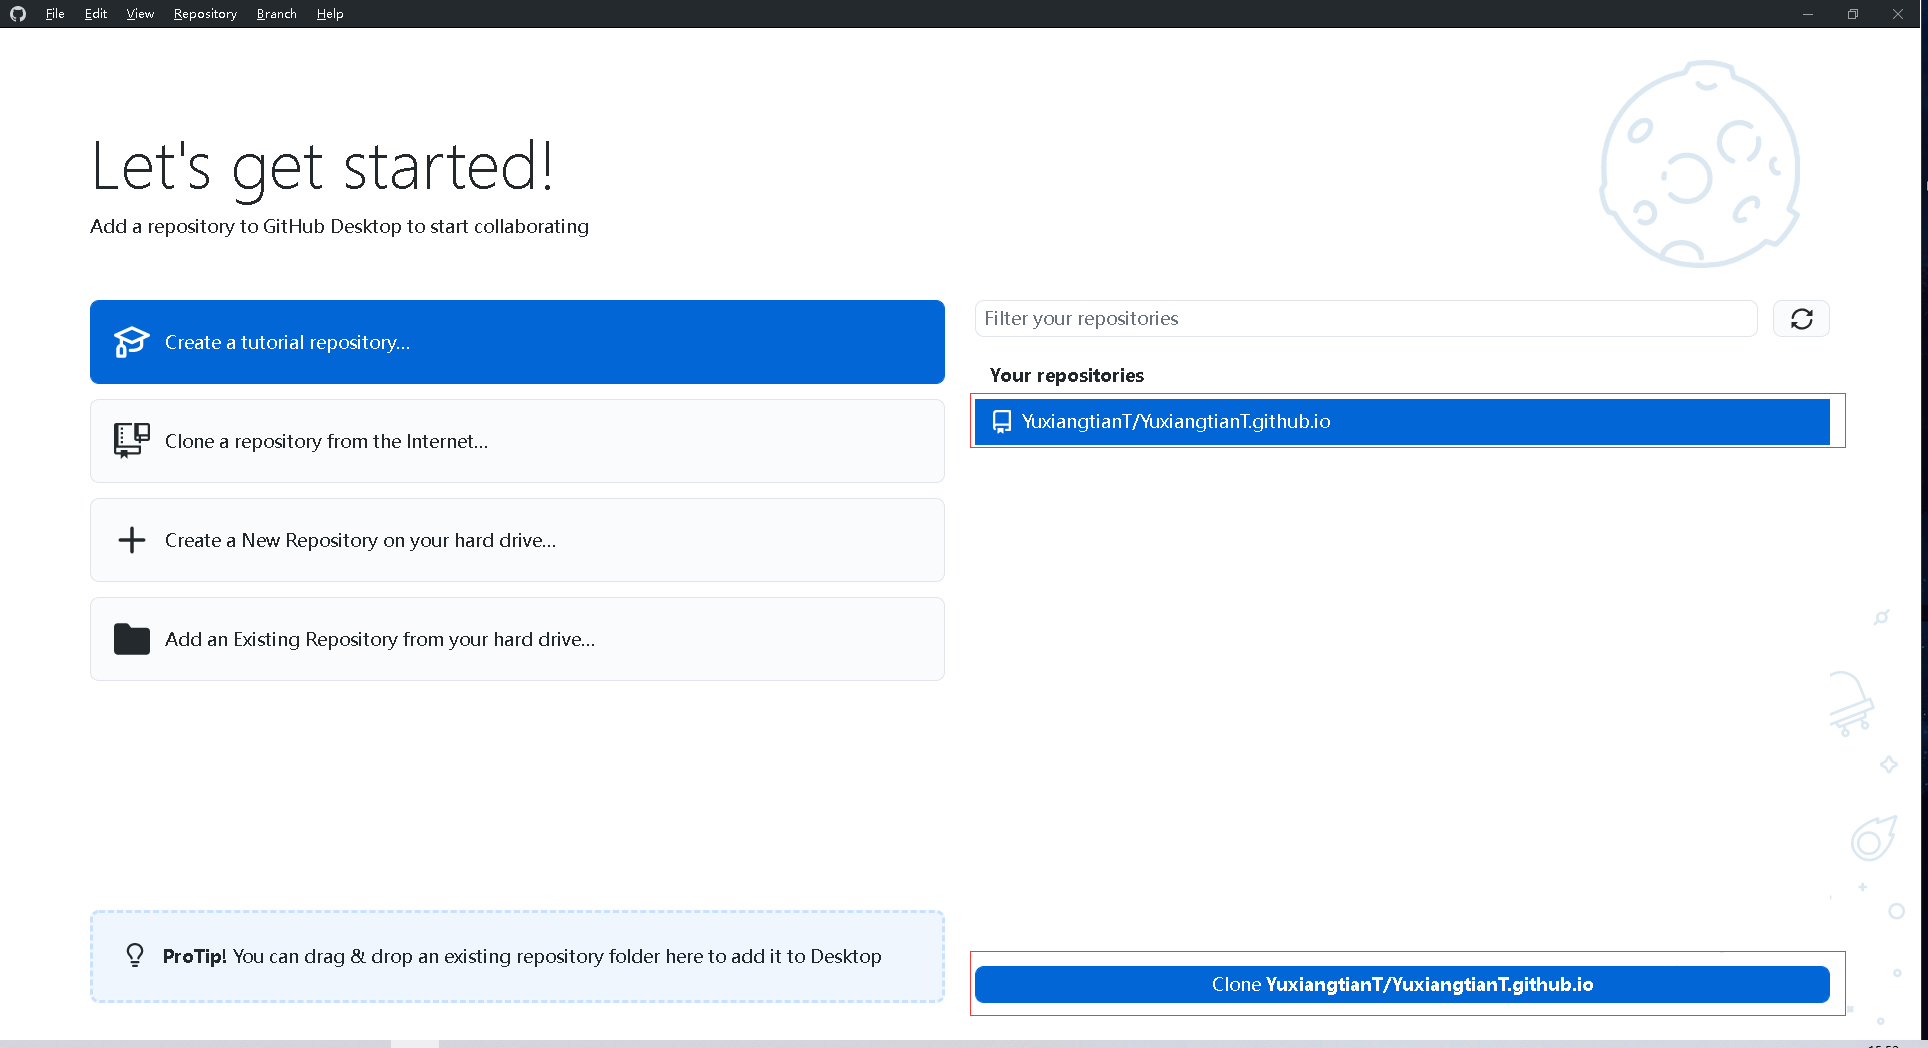 File Edit View Repository Branch Help
Let's get started!
Add a repository to GitHub Desktop to start collaborating
Create a tutorial repository...
Clone a repository from the Internet...
Create a New Repository on your hard drive...
Add an Existing Repository from your hard drive...
ProTip! You can drag & drop an existing repository folder here to add it to Desktop
Filter your repositories
Your repositories
YuxiangtianT/YuxiangtianT.github.io
Clone YuxiangtianT/YuxiangtianT.github.io